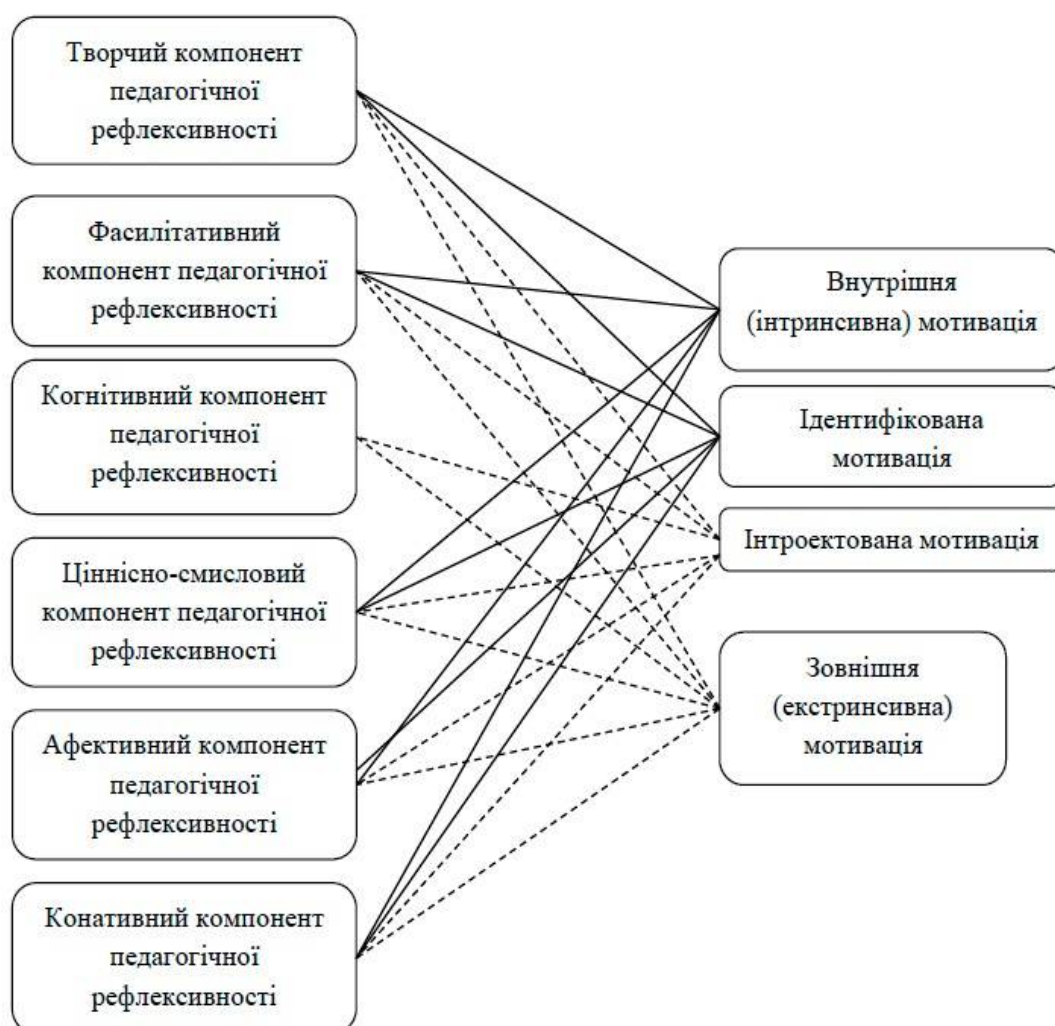 Творчий компонент
педагогічної
рефлексивності
Фасилітативний
компонент педагогічної
рефлексивності
Когнітивний компонент
педагогічної
рефлексивності
Ціннісно-смисловий
компонент педагогічної
рефлексивності
Афективний компонент
педагогічної
рефлексивності
Конативний компонент
педагогічної
рефлексивності
Внутрішня
(інтринсивна) мотивація
Ідентифікована
мотивація
Інтроектована мотивація
Зовнішня
(екстринсивна)
мотивація